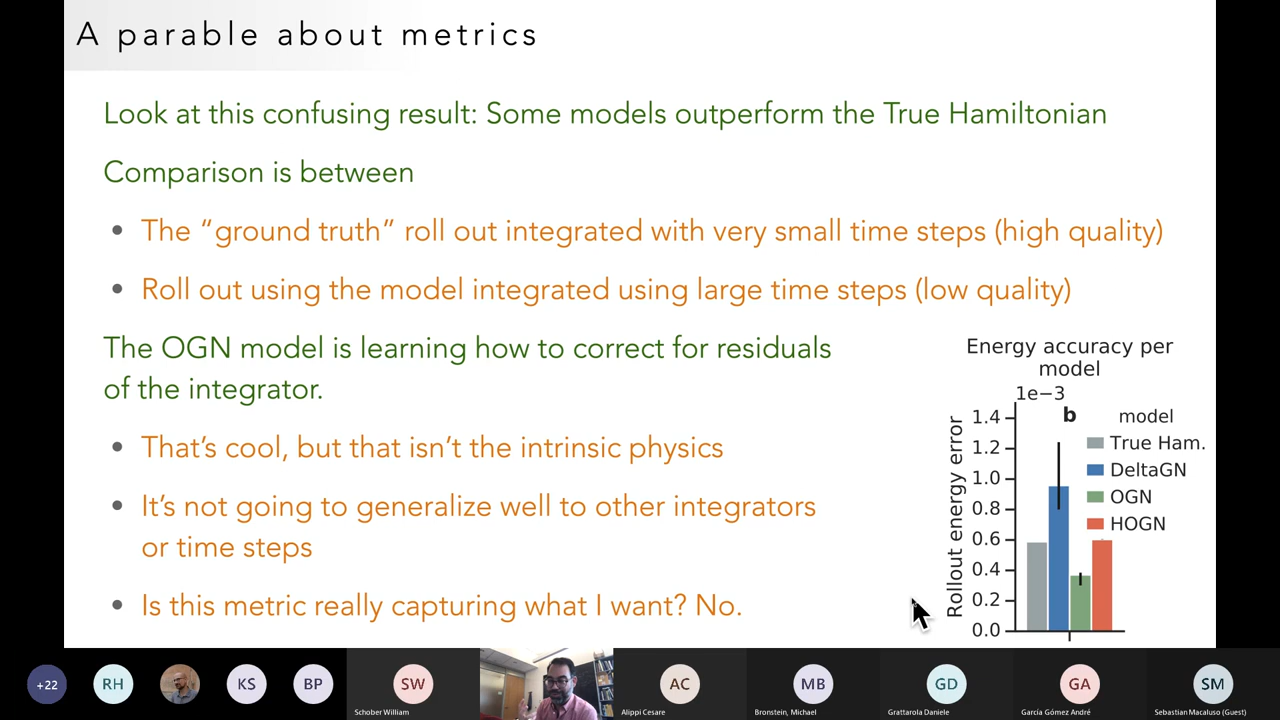 A parable about metrics
Look at this confusing result: Some models outperform the True Hamiltonian
Comparison is between
• The “ground truth” roll out integrated with very small time steps (high quality)
• Roll out using the model integrated using large time steps (low quality)
The OGN model is learning how to correct for residuals
of the integrator.
• That’s cool, but that isn’t the intrinsic physics
• It’s not going to generalize well to other integrators
or time steps
• Is this metric really capturing what I want? No.
Energy accuracy per
model
1e−3
b
model
True Ham.
DeltaGN
OGN
HOGN
Rollout energy error
1.4
1.2
1.0
0.8
0.6
0.4
0.2
0.0
+22
RH
KS
BP
SW
Schober William
AC
Alippi Cesare
MB
Bronstein, Michael
GD
Grattarola Daniele
GA
García Gómez André
SM
Sebastian Macaluso (Guest)